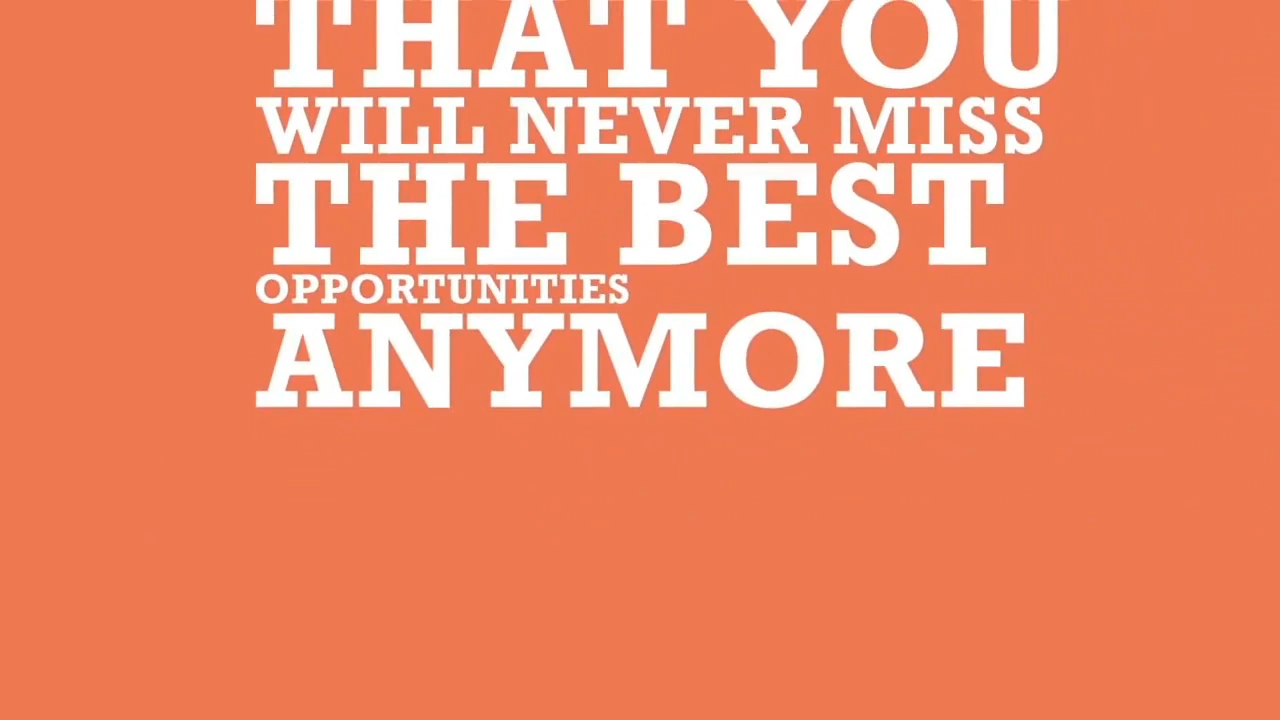 THAT YOU
WILL NEVER MISS
THE BEST
OPPORTUNITIES
ANYMORE